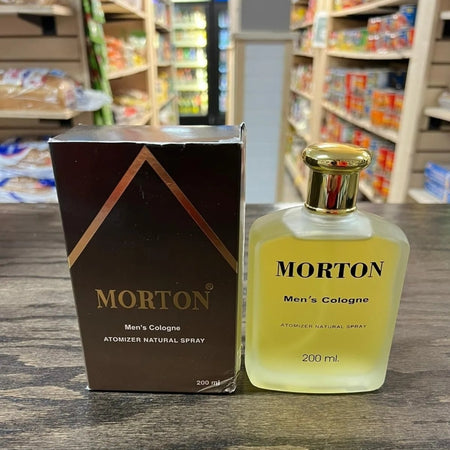 MORTON®
Men's Cologne
ATOMIZER NATURAL SPRAY
200 ml
MORTON
Men's Cologne
ATOMIZER NATURAL SPRAY
200 ml.